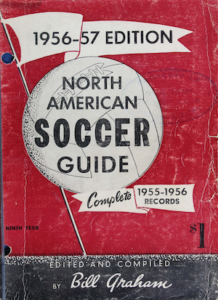 1956-57 EDITION
NORTH
AMERICAN
SOCCER
GUIDE
Complete 1955-1956
RECORDS
$1
EDITED AND COMPILED
BY Bill Graham